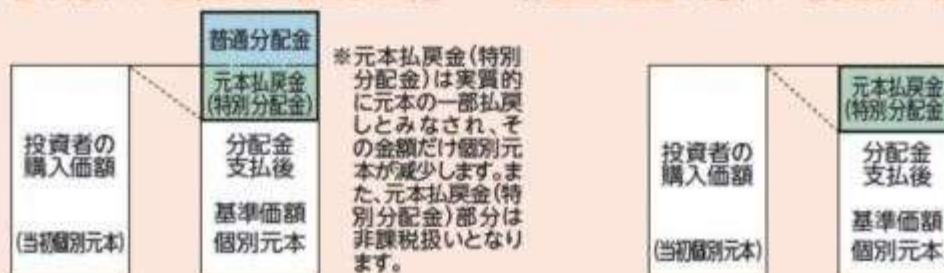 普通分配金
元本払戻金
(特別分配金)
投資者の
購入価額
(当初個別元本)
分配金
支払後
基準価額
個別元本
※元本払戻金(特別
分配金)は実質的
に元本の一部払戻
しとみなされ、そ
の金額だけ個別元
本が減少します。ま
た、元本払戻金(特
別分配金)部分は
非課税扱いとなり
ます。
投資者の
購入価額
(当初個別元本)
元本払戻金
(特別分配金
分配金
支払後
基準価額
個別元本